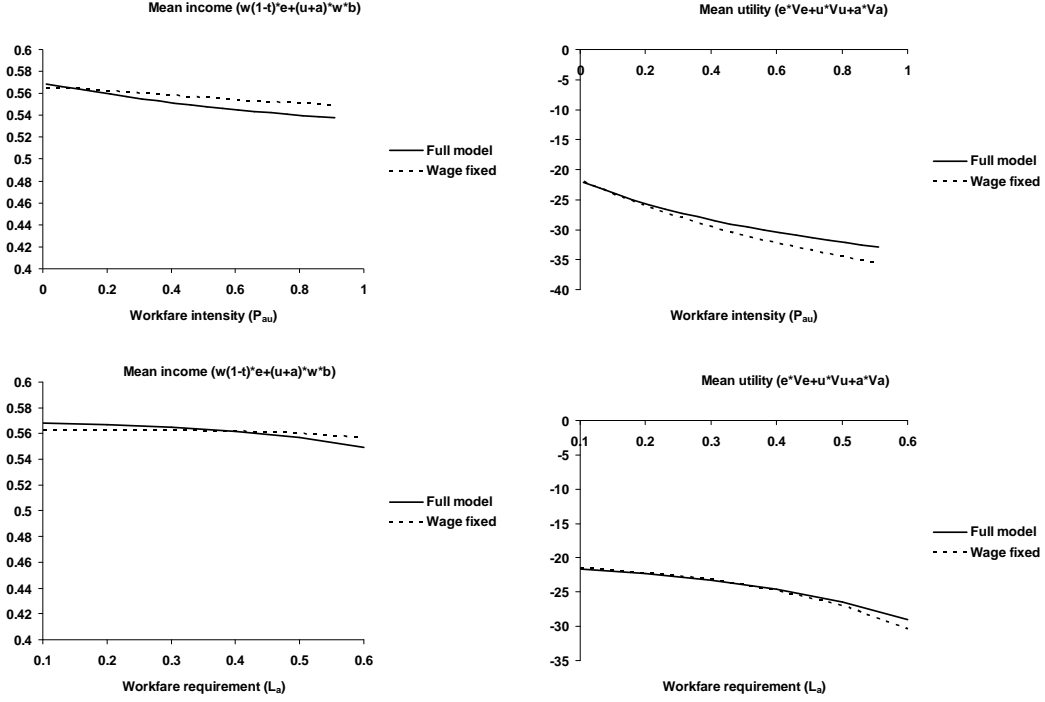 Mean income (w(1-t)*e+(u+a)*w*b)
0.6
0.58
0.56
0.54
0.52
0.5
0.48
0.46
0.44
0.42
0.4
0 0.2 0.4 0.6 0.8 1
Workfare intensity (Pau)
Full model
Wage fixed
Mean utility (e*Ve+u*Vu+a*Va)
0
-5
-10
-15
-20
-25
-30
-35
-40
0 0.2 0.4 0.6 0.8 1
Workfare intensity (Pau)
Full model
Wage fixed
Mean income (w(1-t)*e+(u+a)*w*b)
0.6
0.58
0.56
0.54
0.52
0.5
0.48
0.46
0.44
0.42
0.4
0.1 0.2 0.3 0.4 0.5 0.6
Workfare requirement (La)
Full model
Wage fixed
Mean utility (e*Ve+u*Vu+a*Va)
0
-5
-10
-15
-20
-25
-30
-35
0.1 0.2 0.3 0.4 0.5 0.6
Workfare requirement (La)
Full model
Wage fixed